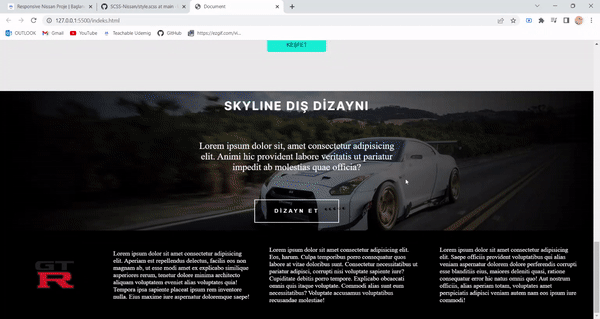 Responsive Nissan Proje | Başlan
SCSS-Nissan/style.scss at main
Document
127.0.0.1:5500/indeks.html
OUTLOOK
Gmail
YouTube
Teachable Udemig
GitHub
https://ezgif.com/vi...
KEŞFET
SKYLINE DIŞ DİZAYNI
Lorem ipsum dolor sit, amet consectetur adipisicing
elit. Animi hic provident labore veritatis ut pariatur
impedit ab molestias quae officia?
DİZAYN ET
GT
R
Lorem ipsum dolor sit amet consectetur adipisicing
elit. Aperiam est repellendus delectus, facilis eos non
magnam ab, ut esse modi amet ex explicabo similique
asperiores rerum, tenetur dolore minima architecto
aliquam voluptatem eveniet alias voluptates quia!
Tempora ipsa sapiente placeat ipsum rem inventore
nulla. Eius maxime iure aspernatur doloremque saepe!
Lorem ipsum dolor sit amet consectetur adipisicing elit.
Eos, harum. Culpa temporibus porro consequatur quos
labore at vitae doloribus sunt. Consectetur necessitatibus ut
pariatur adipisci, corrupti nisi voluptate sapiente iure?
Cupiditate debitis porro tempore. Explicabo obcaecati
omnis quis itaque voluptate. Commodi alias sunt eum
necessitatibus? Voluptate accusamus voluptatibus
recusandae molestiae!
Lorem ipsum dolor sit amet consectetur adipisicing
elit. Saepe officiis provident voluptatibus qui alias
veniam aspernatur dolorem dolore perferendis corrupti
esse blanditiis eius, maiores deleniti quasi, ratione
consequatur error hic natus omnis quo! Aut nostrum
officiis, alias aperiam totam, voluptates amet
perspiciatis adipisci veniam autem nam eos ipsum iure
commodi!